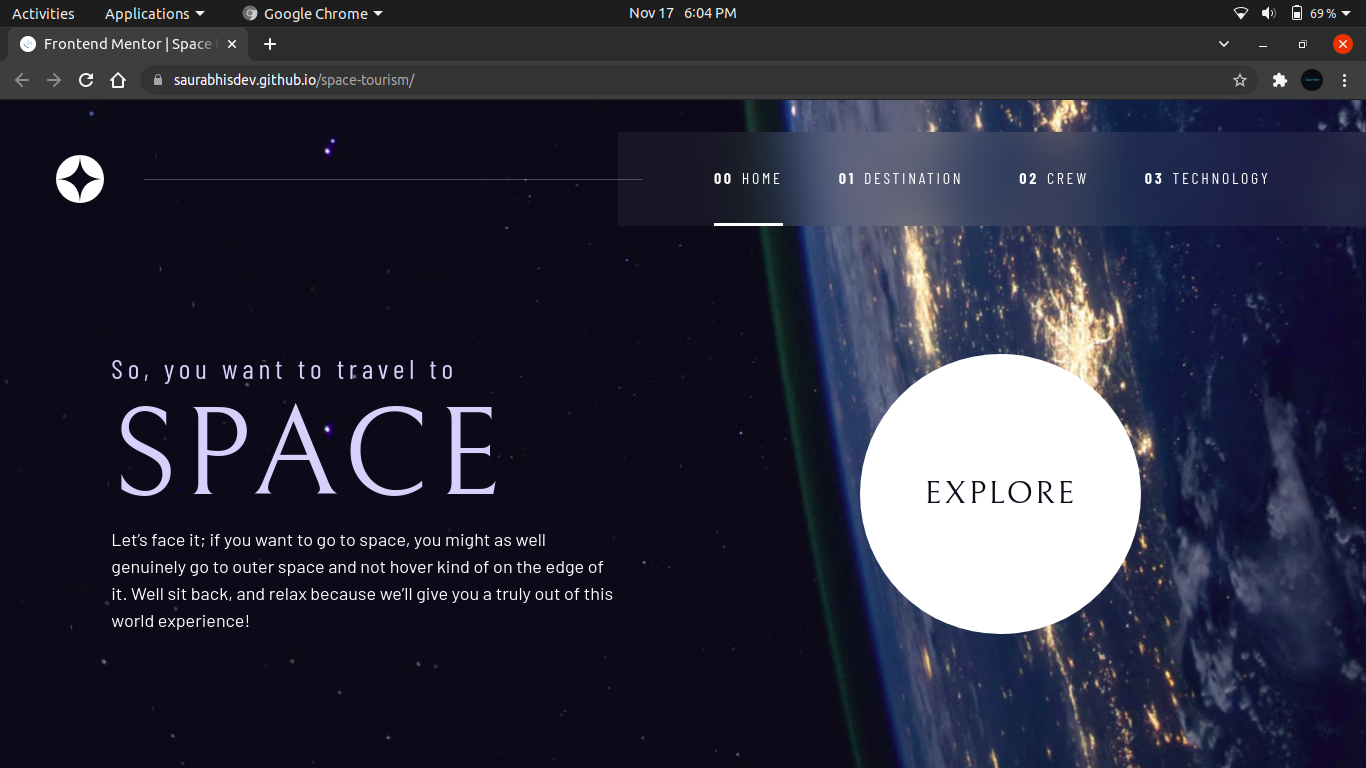 Activities Applications Google Chrome Nov 17 6:04 PM 69 %
Frontend Mentor | Space
saurabhisdev.github.io/space-tourism/
00 HOME 01 DESTINATION 02 CREW 03 TECHNOLOGY
So, you want to travel to
SPACE
EXPLORE
Let’s face it; if you want to go to space, you might as well
genuinely go to outer space and not hover kind of on the edge of
it. Well sit back, and relax because we’ll give you a truly out of this
world experience!